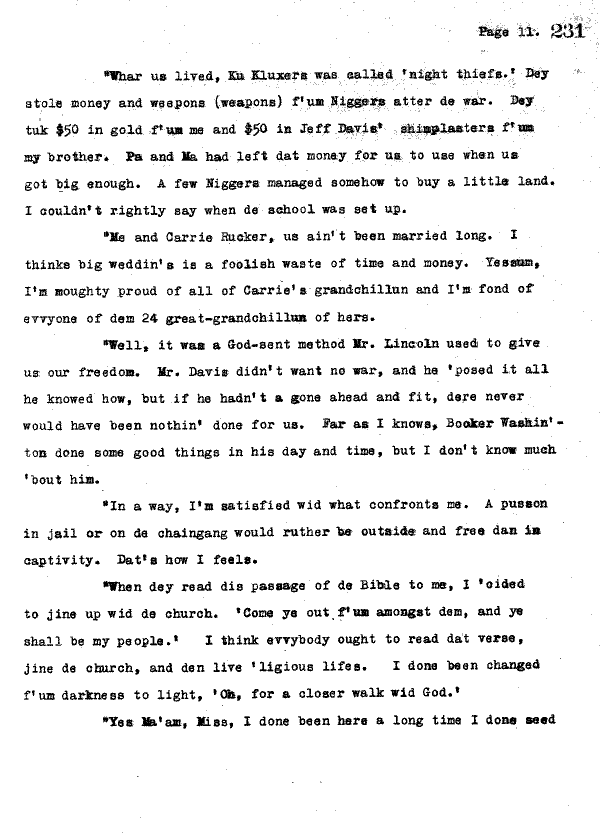 Page 11. 231
"Whar us lived, Ku Kluxers was called 'night thiefs.' Dey
stole money and weepons (weapons) f'um Niggers atter de war. Dey
tuk $50 in gold f'um me and $50 in Jeff Davis' shimplasters f'um
my brother. Pa and Ma had left dat money for us to use when us
got big enough. A few Niggers managed somehow to buy a little land.
I couldn't rightly say when de school was set up.
"Me and Carrie Rucker, us ain't been married long. I
thinks big weddin's is a foolish waste of time and money. Yessum,
I'm moughty proud of all of Carrie's grandchillun and I'm fond of
evvyone of dem 24 great-grandchillun of hers.
"Well, it was a God-sent method Mr. Lincoln used to give
us our freedom. Mr. Davis didn't want no war, and he 'posed it all
he knowed how, but if he hadn't a gone ahead and fit, dere never
would have been nothin' done for us. Far as I knows, Booker Washin'-
ton done some good things in his day and time, but I don't know much
'bout him.
"In a way, I'm satisfied wid what confronts me. A pusson
in jail or on de chaingang would ruther be outside and free dan in
captivity. Dat's how I feels.
"When dey read dis passage of de Bible to me, I 'cided
to jine up wid de church. 'Come ye out f'um amongst dem, and ye
shall be my people.' I think evvybody ought to read dat verse,
jine de church, and den live 'ligious lifes. I done been changed
f'um darkness to light, 'Oh, for a closer walk wid God.'
"Yes Ma'am, Miss, I done been here a long time I done seed